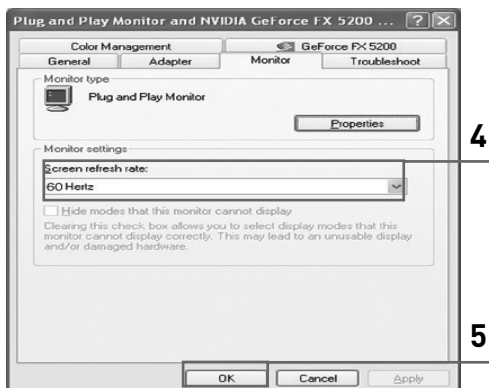 Plug and Play Monitor and NVIDIA GeForce FX 5200 ...
Color Management GeForce FX 5200
General Adapter Monitor Troubleshoot
Monitor type
Plug and Play Monitor
Properties
Monitor settings
Screen refresh rate:
60 Hertz
Hide modes that this monitor cannot display
Clearing this check box allows you to select display modes that this
monitor cannot display correctly. This may lead to an unusable display
and/or damaged hardware.
OK Cancel Apply
4
5